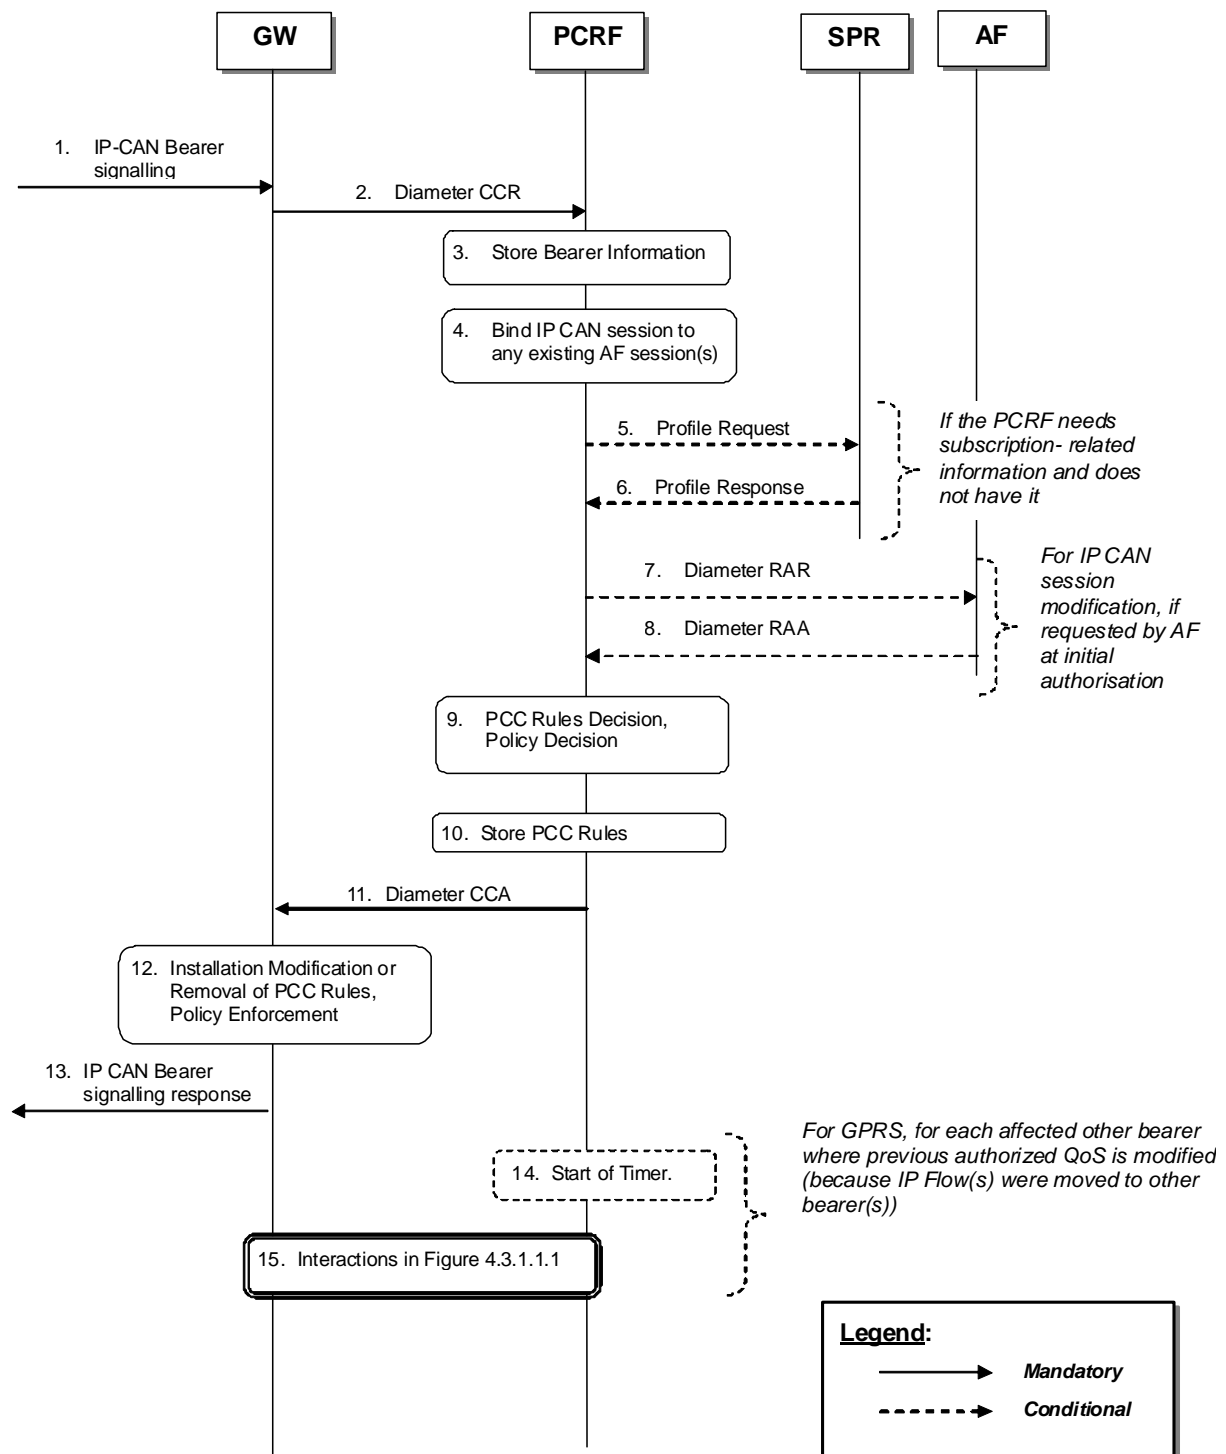 GW
PCRF
SPR
AF
1. IP-CAN Bearer
signalling
2. Diameter CCR
3. Store Bearer Information
4. Bind IP CAN session to
any existing AF session(s)
5. Profile Request
6. Profile Response
If the PCRF needs
subscription- related
information and does
not have it
7. Diameter RAR
8. Diameter RAA
For IP CAN
session
modification, if
requested by AF
at initial
authorisation
9. PCC Rules Decision,
Policy Decision
10. Store PCC Rules
11. Diameter CCA
12. Installation Modification or
Removal of PCC Rules,
Policy Enforcement
13. IP CAN Bearer
signalling response
For GPRS, for each affected other bearer
where previous authorized QoS is modified
(because IP Flow(s) were moved to other
bearer(s))
14. Start of Timer.
15. Interactions in Figure 4.3.1.1.1
Legend:
Mandatory
Conditional